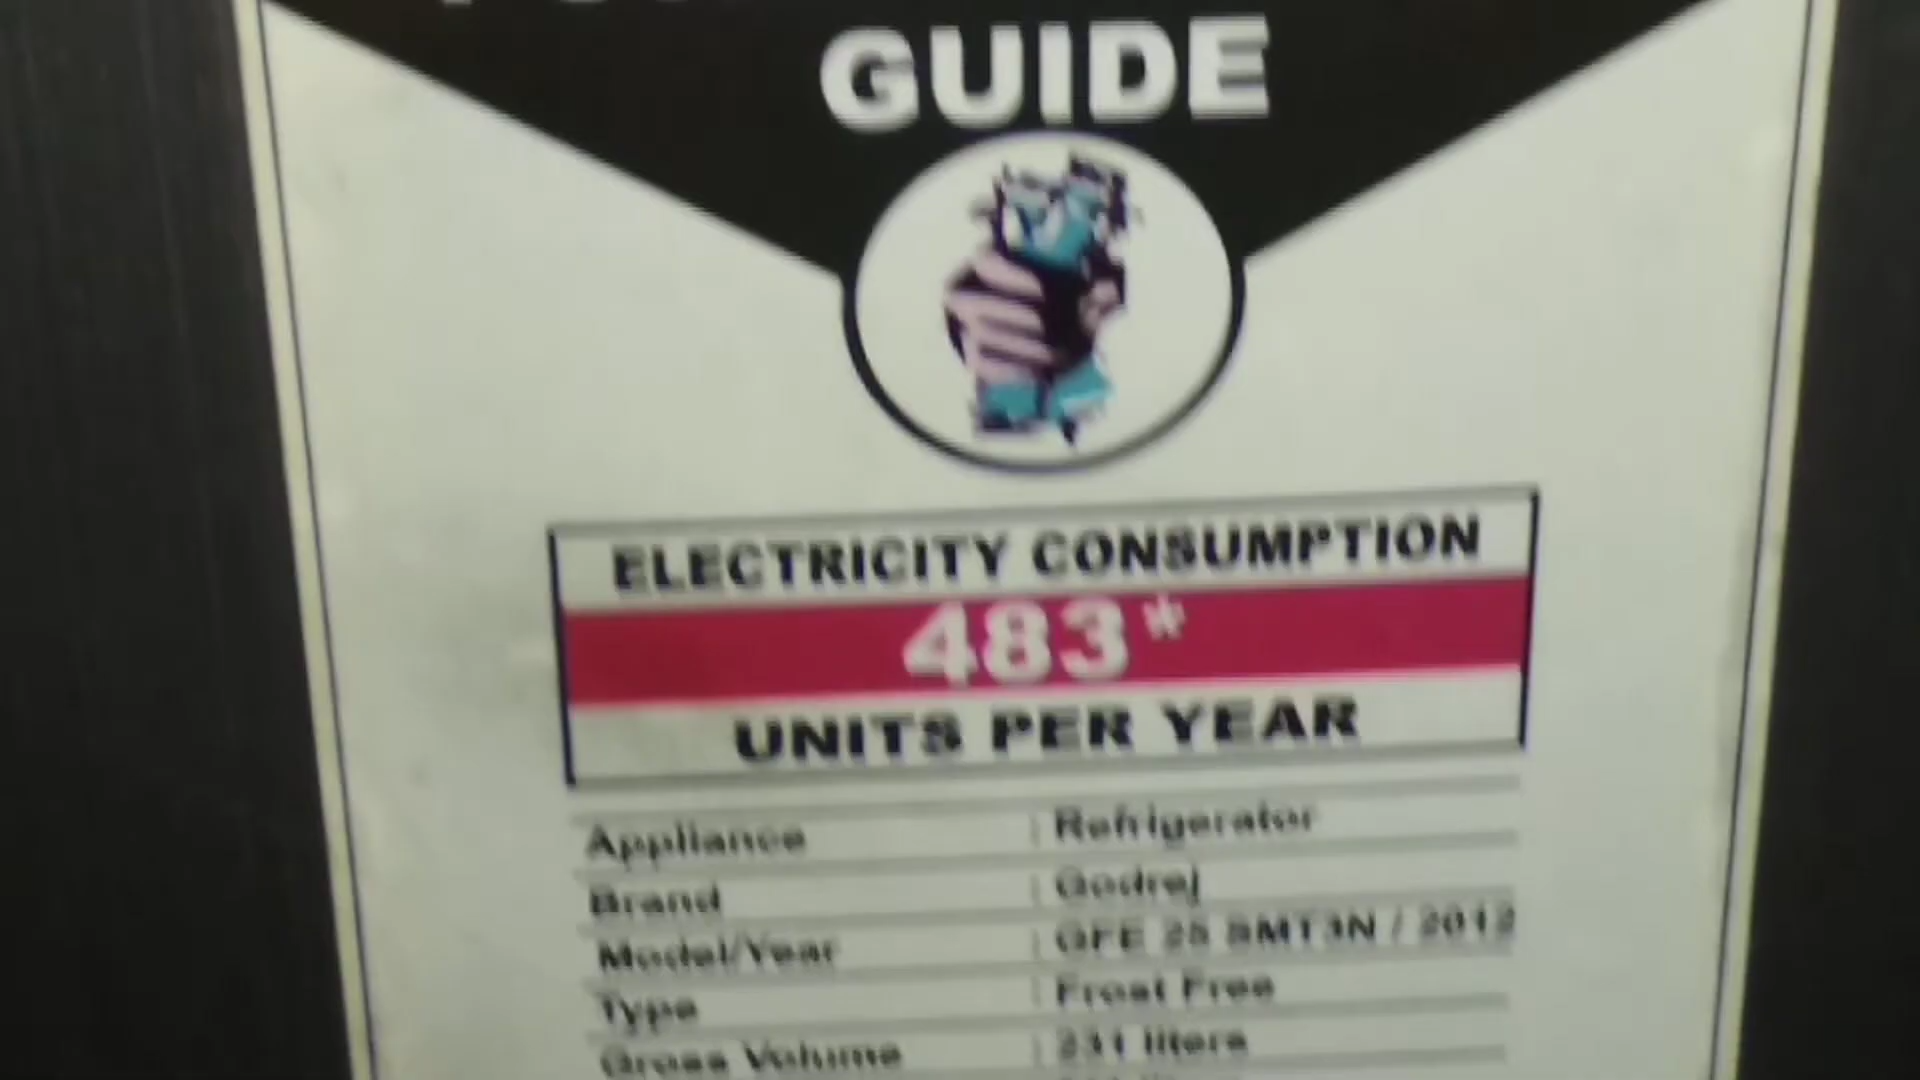 GUIDE
ELECTRICITY CONSUMPTION
483*
UNITS PER YEAR
Appliance : Refrigerator
Brand : Godrej
Model/Year : GFE 25 BMT3N / 2012
Type : Frost Free
Gross Volume : 231 liters